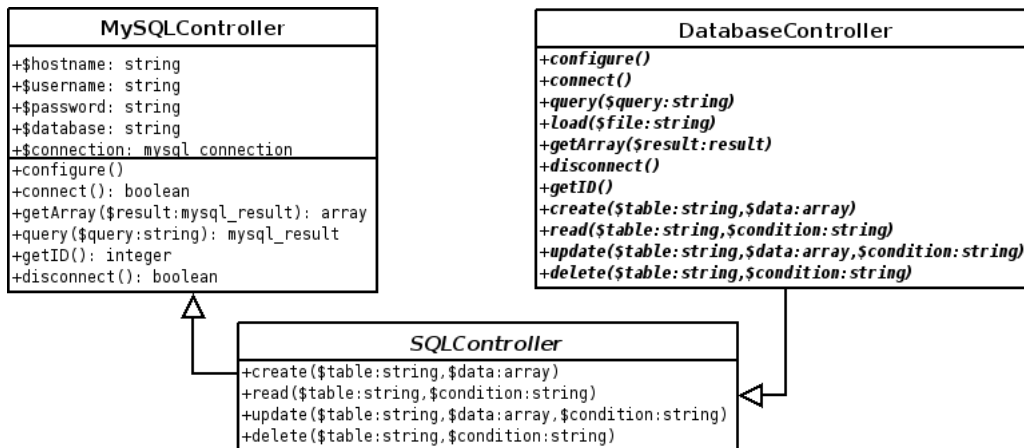 MySQLController
+$hostname: string
+$username: string
+$password: string
+$database: string
+$connection: mysql_connection
+configure()
+connect(): boolean
+getArray($result:mysql_result): array
+query($query:string): mysql_result
+getID(): integer
+disconnect(): boolean
DatabaseController
+configure()
+connect()
+query($query:string)
+load($file:string)
+getArray($result:result)
+disconnect()
+getID()
+create($table:string,$data:array)
+read($table:string,$condition:string)
+update($table:string,$data:array,$condition:string)
+delete($table:string,$condition:string)
SQLController
+create($table:string,$data:array)
+read($table:string,$condition:string)
+update($table:string,$data:array,$condition:string)
+delete($table:string,$condition:string)